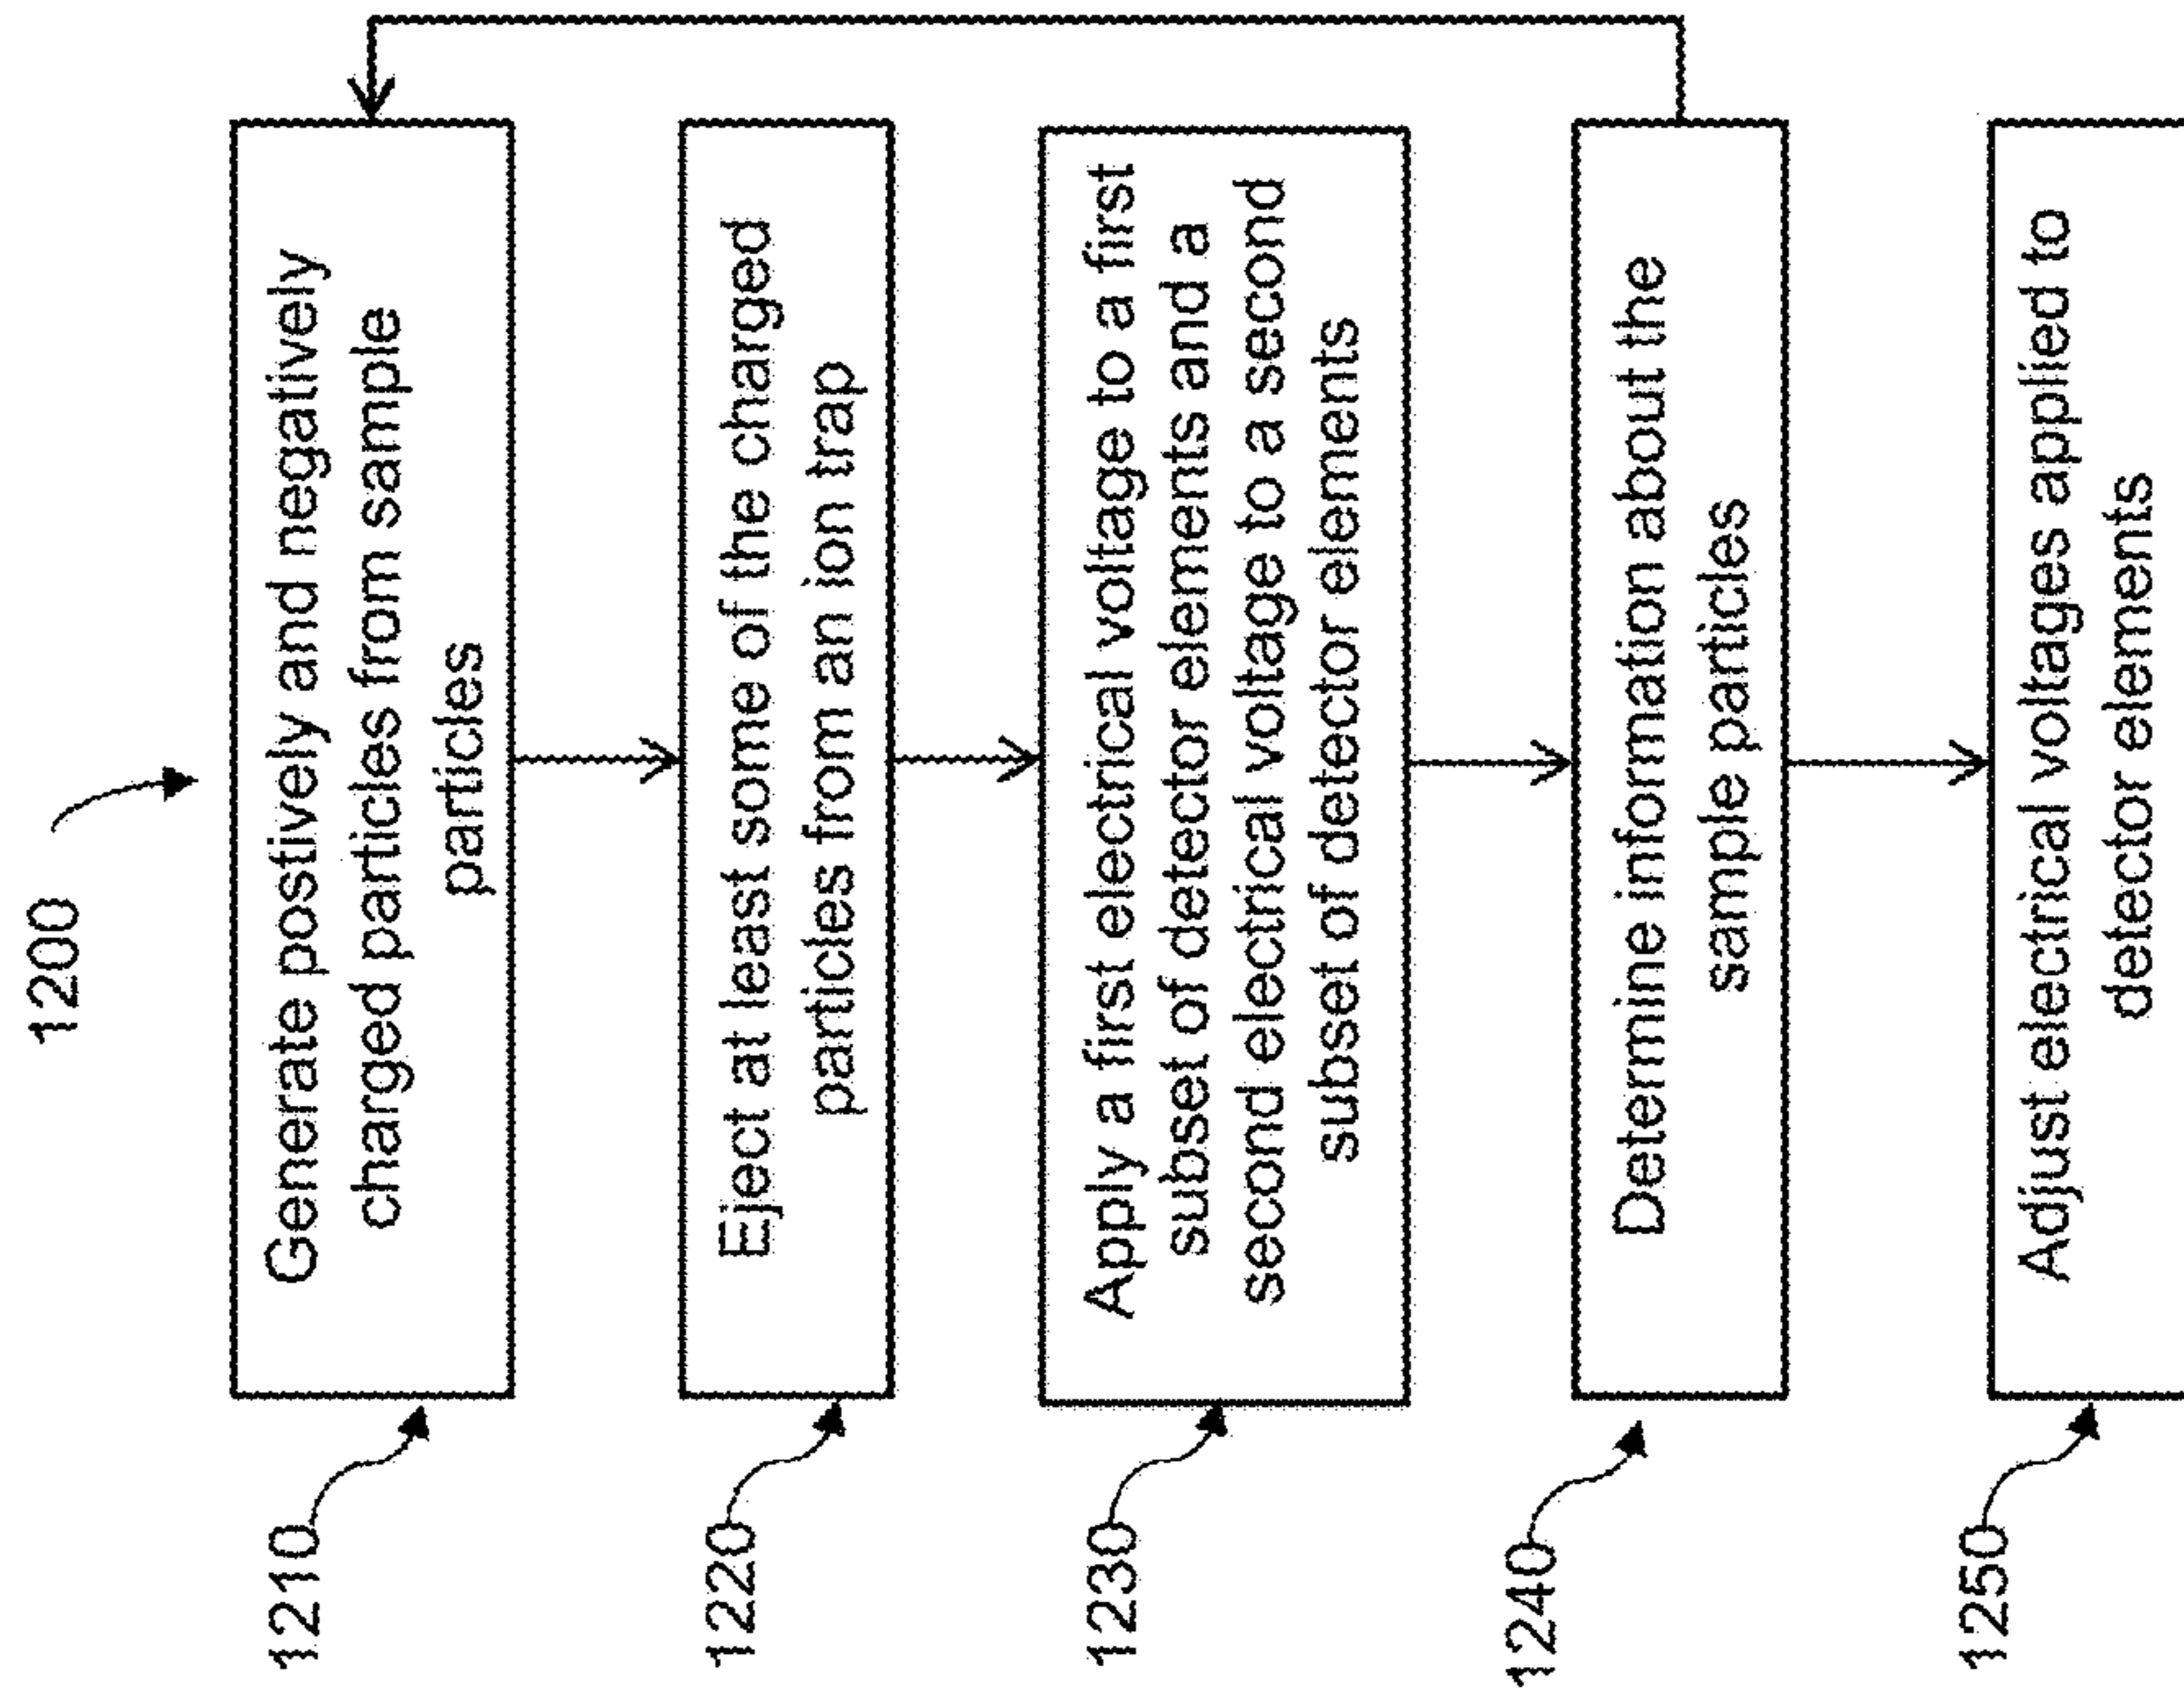 1200
1210
Generate postively and negatively
charged particles from sample
particles
1220
Eject at least some of the charged
particles from an ion trap
1230
Apply a first electrical voltage to a first
subset of detector elements and a
second electrical voltage to a second
subset of detector elements
1240
Determine information about the
sample particles
1250
Adjust electrical voltages applied to
detector elements